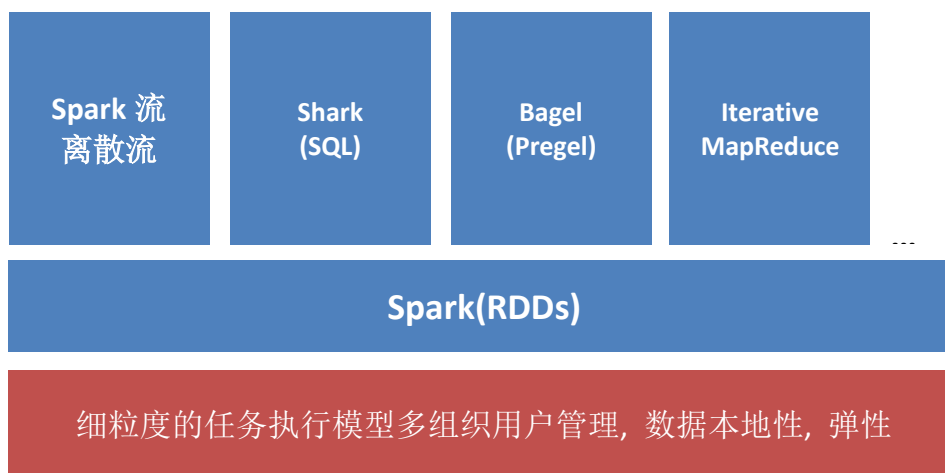 Spark 流
离散流
Shark
(SQL)
Bagel
(Pregel)
Iterative
MapReduce
...
Spark(RDDs)
细粒度的任务执行模型多组织用户管理, 数据本地性, 弹性